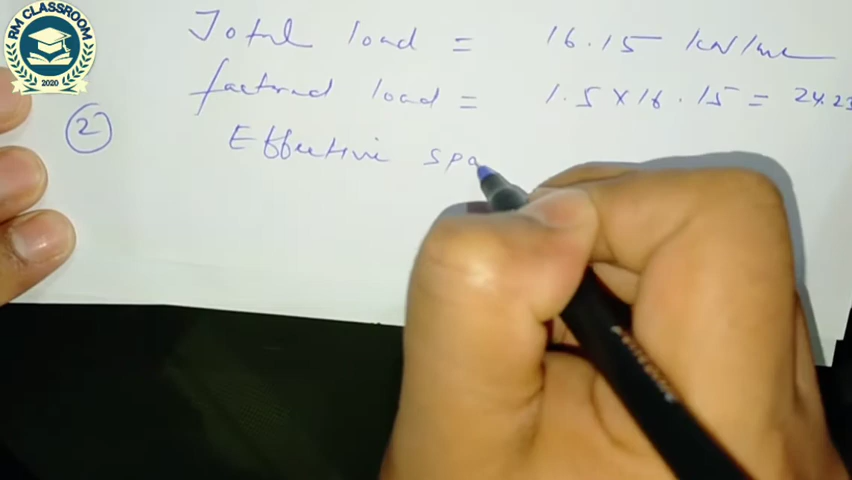 RM CLASSROOM
2020
Total load = 16.15 kN/m
factored load = 1.5 X 16.15 = 24.23
② Effective spa